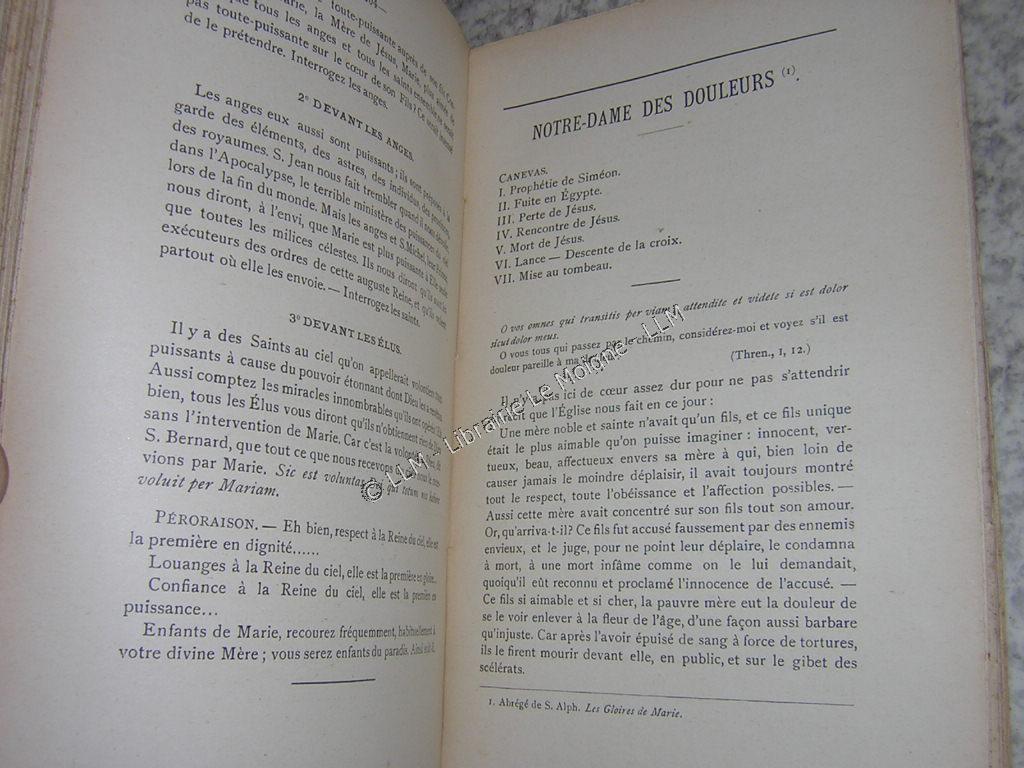 104—
toute-puissante auprès de
la Mère de Jésus, Marie plus
que tous les anges et tous les saints ensemble ne serait
pas toute-puissante sur le cœur de son Fils? Ce serait
de le prétendre. Interrogez les anges.
2° DEVANT LES ANGES.
Les anges eux aussi sont puissants; ils sont préposés à la
garde des éléments, des astres, des individus, des provinces,
des royaumes. S. Jean nous fait trembler quand il nous
dans l'Apocalypse, le terrible ministère des puissances du ciel
lors de la fin du monde. Mais les anges et S. Michel, leur
nous diront, à l'envi, que Marie est plus puissante à Elle seule
que toutes les milices célestes. Ils nous diront qu'ils sont les
exécuteurs des ordres de cette auguste Reine, et qu'ils volent
partout où elle les envoie. — Interrogez les saints.
3° DEVANT LES ÉLUS.
Il y a des Saints au ciel qu'on appellerait volontiers tout-
puissants à cause du pouvoir étonnant dont Dieu les a
Aussi comptez les miracles innombrables qu'ils ont opérés!
bien, tous les Élus vous diront qu'ils n'obtiennent rien de
sans l'intervention de Marie. Car c'est la volonté de
S. Bernard, que tout ce que nous recevons nous le rece-
vions par Marie. Sic est voluntas qui totum nos habere
voluit per Mariam.
PÉRORAISON. — Eh bien, respect à la Reine du ciel, elle est
la première en dignité......
Louanges à la Reine du ciel, elle est la première en gloire...
Confiance à la Reine du ciel, elle est la première en
puissance...
Enfants de Marie, recourez fréquemment, habituellement à
votre divine Mère; vous serez enfants du paradis. Ainsi soit-il.
NOTRE-DAME DES DOULEURS (1).
CANEVAS.
I. Prophétie de Siméon.
II. Fuite en Égypte.
III. Perte de Jésus.
IV. Rencontre de Jésus.
V. Mort de Jésus.
VI. Lance — Descente de la croix.
VII. Mise au tombeau.
O vos omnes qui transitis per viam, attendite et videte si est dolor
sicut dolor meus.
O vous tous qui passez par le chemin, considérez-moi et voyez s'il est
douleur pareille à ma
(Thren., 1, 12.)
Il n'y a pas ici de cœur assez dur pour ne pas s'attendrir
récit que l'Église nous fait en ce jour :
Une mère noble et sainte n'avait qu'un fils, et ce fils unique
était le plus aimable qu'on puisse imaginer : innocent, ver-
tueux, beau, affectueux envers sa mère à qui, bien loin de
causer jamais le moindre déplaisir, il avait toujours montré
tout le respect, toute l'obéissance et l'affection possibles. —
Aussi cette mère avait concentré sur son fils tout son amour.
Or, qu'arriva-t-il? Ce fils fut accusé faussement par des ennemis
envieux, et le juge, pour ne point leur déplaire, le condamna
à mort, à une mort infâme comme on le lui demandait,
quoiqu'il eût reconnu et proclamé l'innocence de l'accusé. —
Ce fils si aimable et si cher, la pauvre mère eut la douleur de
se le voir enlever à la fleur de l'âge, d'une façon aussi barbare
qu'injuste. Car après l'avoir épuisé de sang à force de tortures,
ils le firent mourir devant elle, en public, et sur le gibet des
scélérats.
1. Abrégé de S. Alph. Les Gloires de Marie.
© LLM - Librairie Le Moigne - LLM